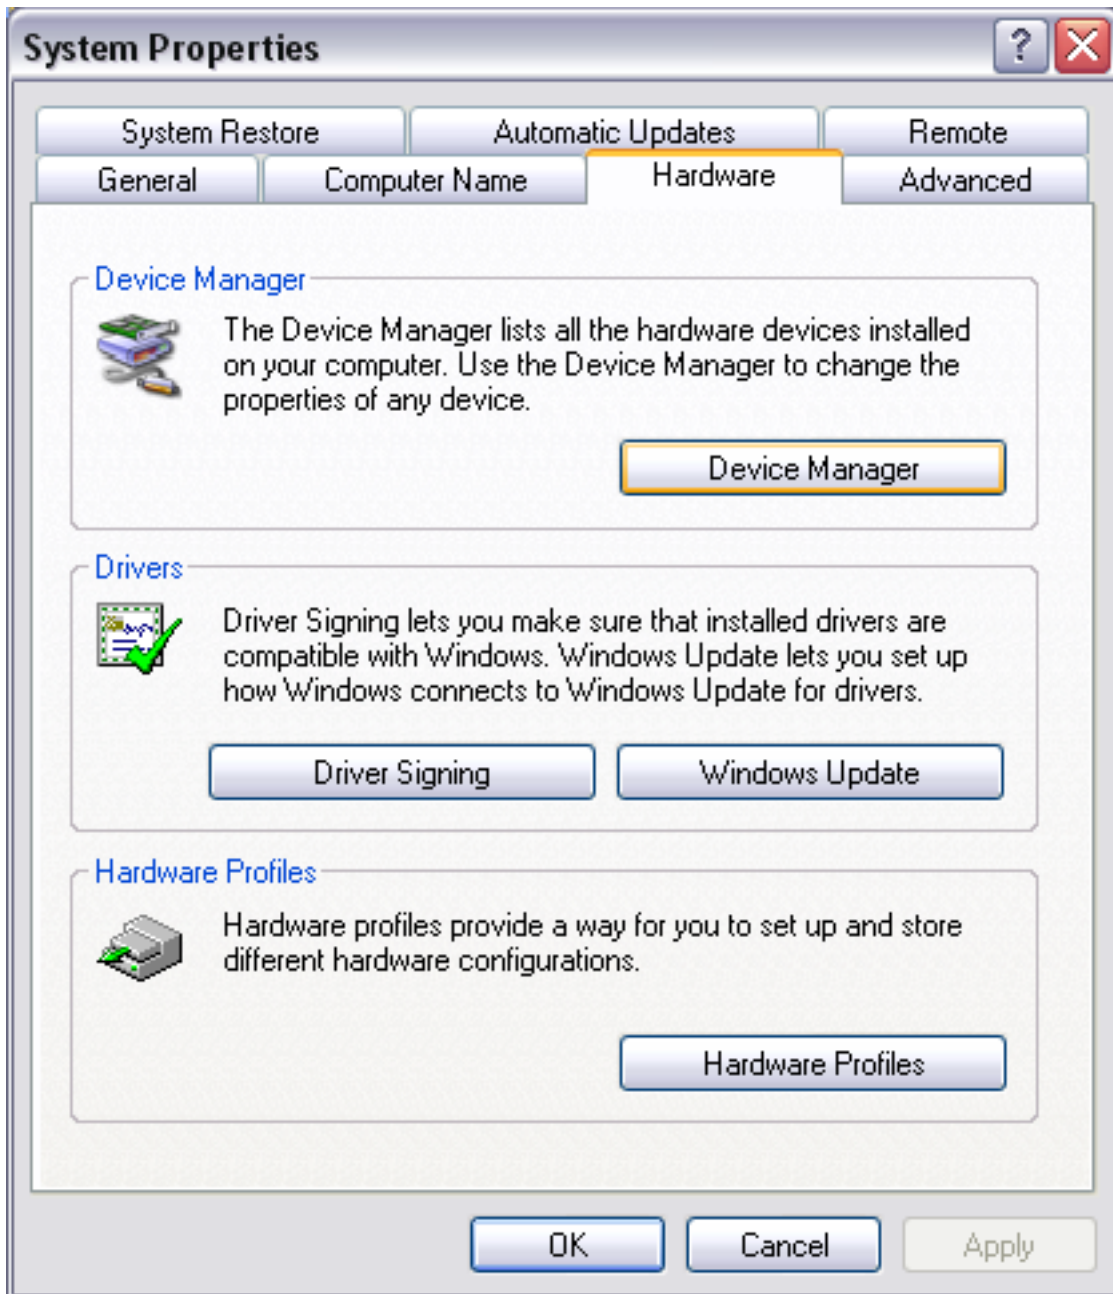 System Properties
?
System Restore
Automatic Updates
Remote
General
Computer Name
Hardware
Advanced
Device Manager
The Device Manager lists all the hardware devices installed
on your computer. Use the Device Manager to change the
properties of any device.
Device Manager
Drivers
Driver Signing lets you make sure that installed drivers are
compatible with Windows. Windows Update lets you set up
how Windows connects to Windows Update for drivers.
Driver Signing
Windows Update
Hardware Profiles
Hardware profiles provide a way for you to set up and store
different hardware configurations.
Hardware Profiles
OK
Cancel
Apply